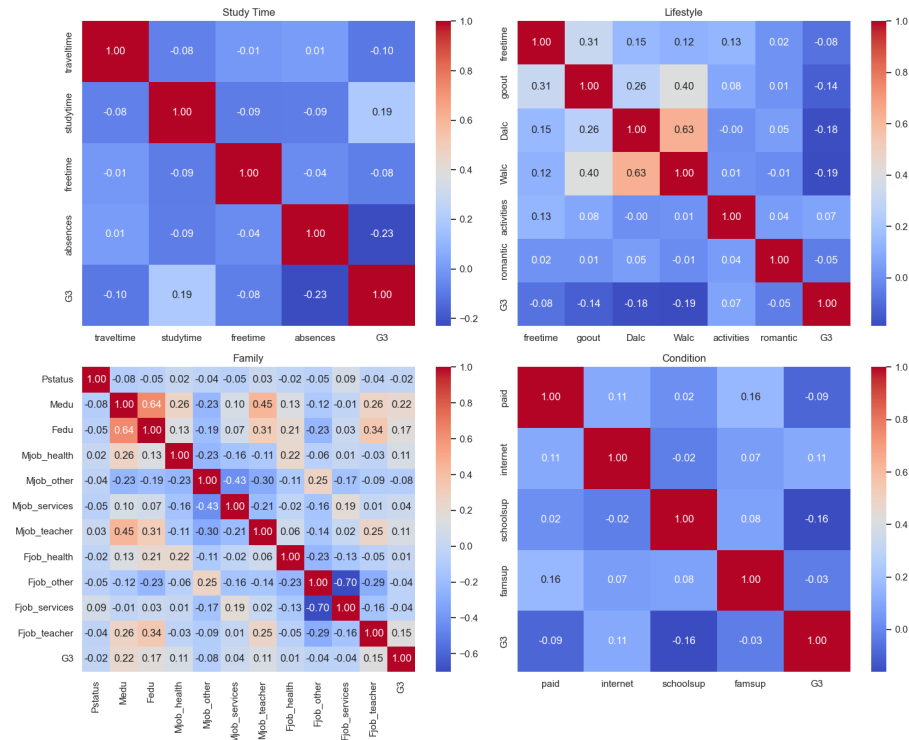 Study Time
traveltime 1.00 -0.08 -0.01 0.01 -0.10
studytime -0.08 1.00 -0.09 -0.09 0.19
freetime -0.01 -0.09 1.00 -0.04 -0.08
absences 0.01 -0.09 -0.04 1.00 -0.23
G3 -0.10 0.19 -0.08 -0.23 1.00
traveltime studytime freetime absences G3
1.0
0.8
0.6
0.4
0.2
0.0
−0.2
Lifestyle
freetime 1.00 0.31 0.15 0.12 0.13 0.02 -0.08
goout 0.31 1.00 0.26 0.40 0.08 0.01 -0.14
Dalc 0.15 0.26 1.00 0.63 -0.00 0.05 -0.18
Walc 0.12 0.40 0.63 1.00 0.01 -0.01 -0.19
activities 0.13 0.08 -0.00 0.01 1.00 0.04 0.07
romantic 0.02 0.01 0.05 -0.01 0.04 1.00 -0.05
G3 -0.08 -0.14 -0.18 -0.19 0.07 -0.05 1.00
freetime goout Dalc Walc activities romantic G3
1.0
0.8
0.6
0.4
0.2
0.0
Family
Pstatus 1.00 -0.08 -0.05 0.02 -0.04 -0.05 0.03 -0.02 -0.05 0.09 -0.04 -0.02
Medu -0.08 1.00 0.64 0.26 -0.23 0.10 0.45 0.13 -0.12 -0.01 0.26 0.22
Fedu -0.05 0.64 1.00 0.13 -0.19 0.07 0.31 0.21 -0.23 0.03 0.34 0.17
Mjob_health 0.02 0.26 0.13 1.00 -0.23 -0.16 -0.11 0.22 -0.06 0.01 -0.03 0.11
Mjob_other -0.04 -0.23 -0.19 -0.23 1.00 -0.43 -0.30 -0.11 0.25 -0.17 -0.09 -0.08
Mjob_services -0.05 0.10 0.07 -0.16 -0.43 1.00 -0.21 -0.02 -0.16 0.19 0.01 0.04
Mjob_teacher 0.03 0.45 0.31 -0.11 -0.30 -0.21 1.00 0.06 -0.14 0.02 0.25 0.11
Fjob_health -0.02 0.13 0.21 0.22 -0.11 -0.02 0.06 1.00 -0.23 -0.13 -0.05 0.01
Fjob_other -0.05 -0.12 -0.23 -0.06 0.25 -0.16 -0.14 -0.23 1.00 -0.70 -0.29 -0.04
Fjob_services 0.09 -0.01 0.03 0.01 -0.17 0.19 0.02 -0.13 -0.70 1.00 -0.16 -0.04
Fjob_teacher -0.04 0.26 0.34 -0.03 -0.09 0.01 0.25 -0.05 -0.29 -0.16 1.00 0.15
G3 -0.02 0.22 0.17 0.11 -0.08 0.04 0.11 0.01 -0.04 -0.04 0.15 1.00
Pstatus Medu Fedu Mjob_health Mjob_other Mjob_services Mjob_teacher Fjob_health Fjob_other Fjob_services Fjob_teacher G3
1.0
0.8
0.6
0.4
0.2
0.0
−0.2
−0.4
−0.6
Condition
paid 1.00 0.11 0.02 0.16 -0.09
internet 0.11 1.00 -0.02 0.07 0.11
schoolsup 0.02 -0.02 1.00 0.08 -0.16
famsup 0.16 0.07 0.08 1.00 -0.03
G3 -0.09 0.11 -0.16 -0.03 1.00
paid internet schoolsup famsup G3
1.0
0.8
0.6
0.4
0.2
0.0